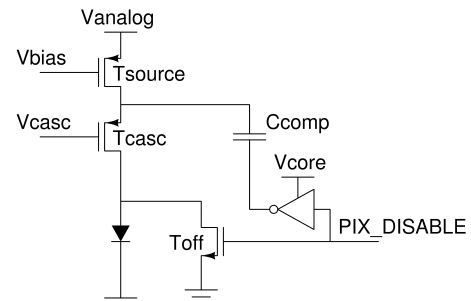 Vanalog
Vbias
Tsource
Vcasc
Tcasc
Ccomp
Vcore
PIX_DISABLE
Toff